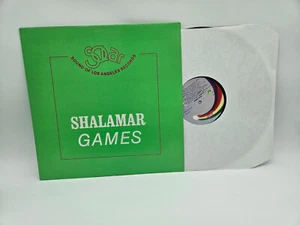 Solar
SOUND OF LOS ANGELES RECORDS
SHALAMAR
GAMES